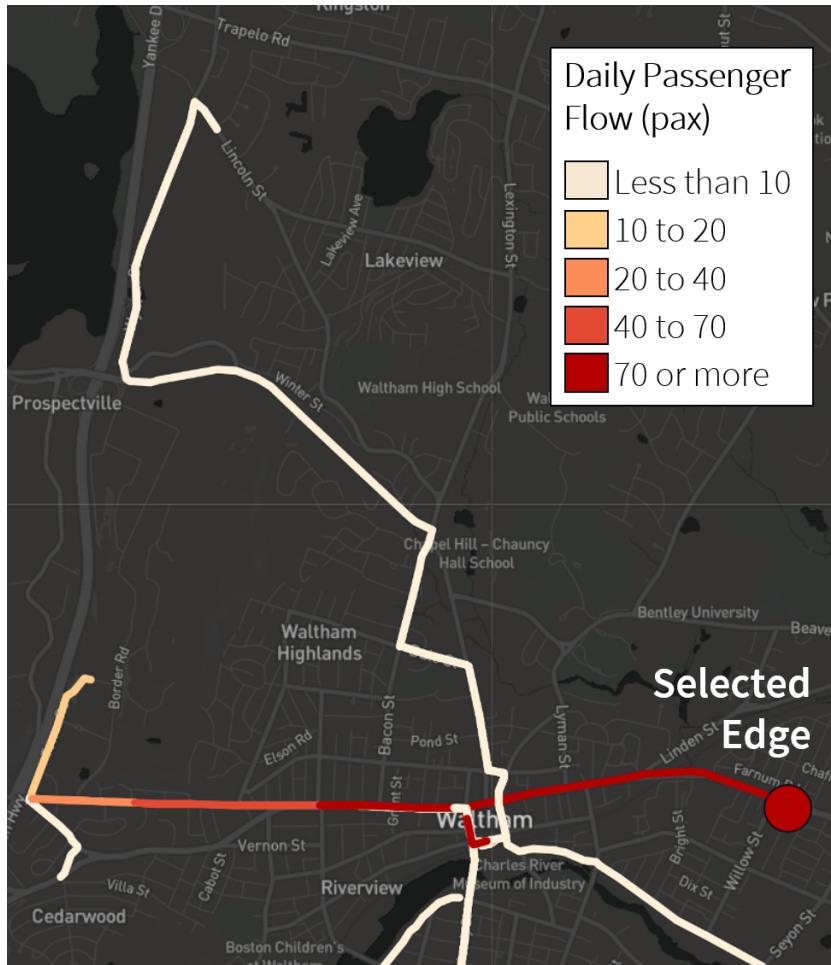 Kingston
Yankee D
Trapelo Rd
Daily Passenger
Flow (pax)
Less than 10
10 to 20
20 to 40
40 to 70
70 or more
Lincoln St
Lakeview Ave
Lexington St
Lakeview
Winter St
Waltham High School
Prospectville
Public Schools
Chapel Hill – Chauncy
Hall School
Bentley University
Beave
Waltham
Highlands
Border Rd
Selected
Edge
Bacon St
Pond St
Lyman St
Elson Rd
Linden St
Chaff
Farnum
Grant St
Waltham
Vernon St
Bright St
Willow St
Cabot St
Villa St
Riverview
Charles River
Museum of Industry
Dix St
Cedarwood
Seyon St
Boston Children's
at Waltham